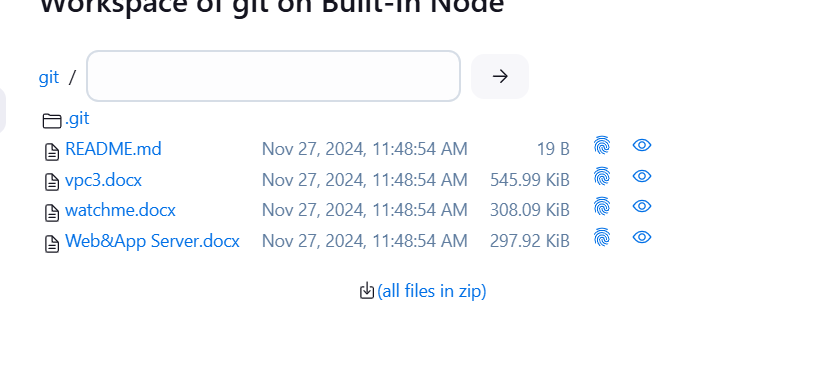 Workspace of git on Built-In Node
git /
.git
README.md Nov 27, 2024, 11:48:54 AM 19 B
vpc3.docx Nov 27, 2024, 11:48:54 AM 545.99 KiB
watchme.docx Nov 27, 2024, 11:48:54 AM 308.09 KiB
Web&App Server.docx Nov 27, 2024, 11:48:54 AM 297.92 KiB
(all files in zip)